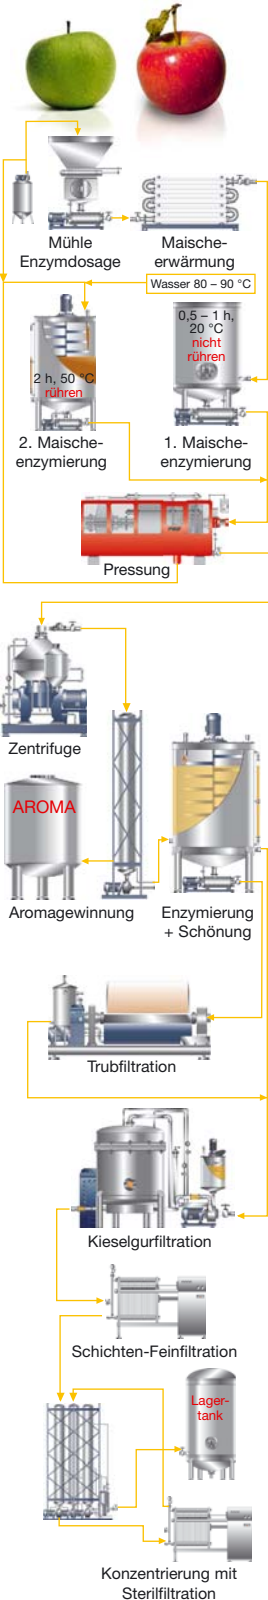 Mühle
Enzymdosage
Maische-
erwärmung
Wasser 80 – 90 °C
2 h, 50 °C
rühren
0,5 – 1 h,
20 °C
nicht
rühren
2. Maische-
enzymierung
1. Maische-
enzymierung
Pressung
Zentrifuge
AROMA
Aromagewinnung
Enzymierung
+ Schönung
Trubfiltration
Kieselgurfiltration
Schichten-Feinfiltration
Lager-
tank
Konzentrierung mit
Sterilfiltration